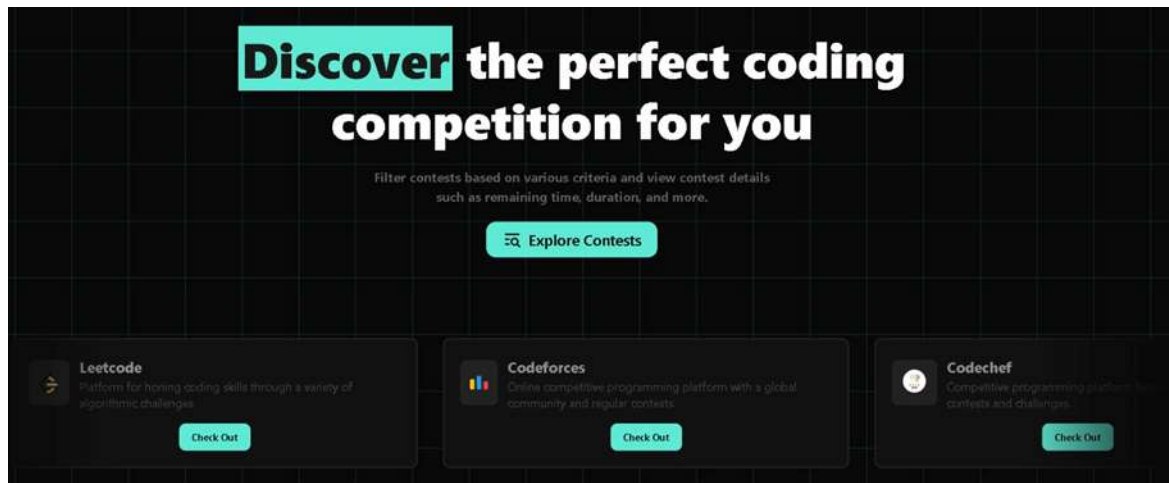 Discover the perfect coding
competition for you
Filter contests based on various criteria and view contest details
such as remaining time, duration, and more.
Explore Contests
Leetcode
Platform for honing coding skills through a variety of
algorithmic challenges
Check Out
Codeforces
Online competitive programming platform with a global
community and regular contests
Check Out
Codechef
Competitive programming platform
contests and challenges
Check Out